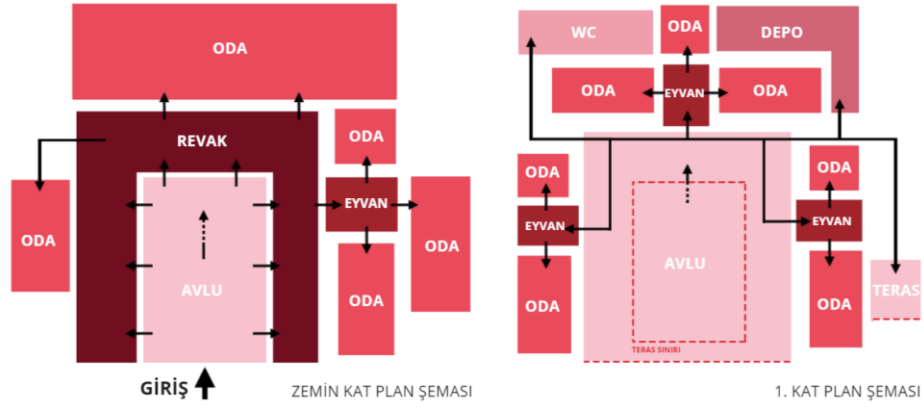 ODA
REVAK
ODA
ODA
EYVAN
ODA
AVLU
ODA
GİRİŞ
ZEMİN KAT PLAN ŞEMASI
WC
ODA
DEPO
ODA
EYVAN
ODA
ODA
ODA
EYVAN
EYVAN
AVLU
TERAS
ODA
ODA
TERAS SINIRI
1. KAT PLAN ŞEMASI